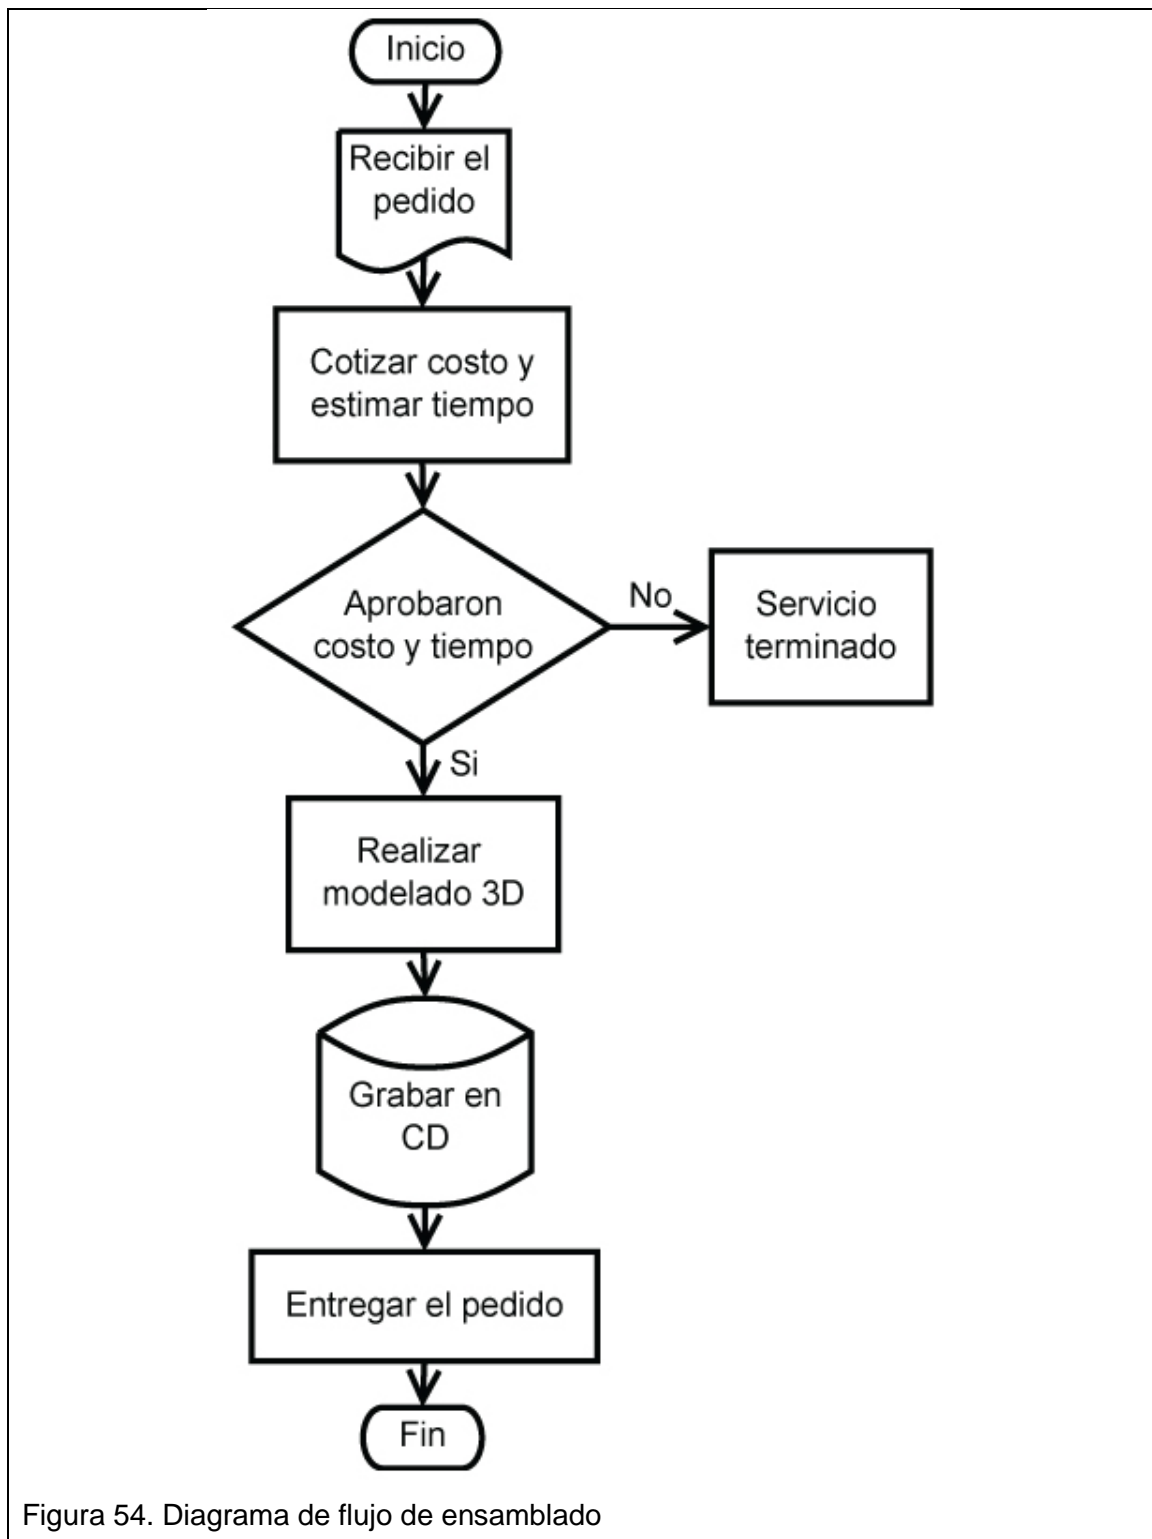 Inicio
Recibir el
pedido
Cotizar costo y
estimar tiempo
Aprobaron
costo y tiempo
No
Servicio
terminado
Si
Realizar
modelado 3D
Grabar en
CD
Entregar el pedido
Fin
Figura 54. Diagrama de flujo de ensamblado